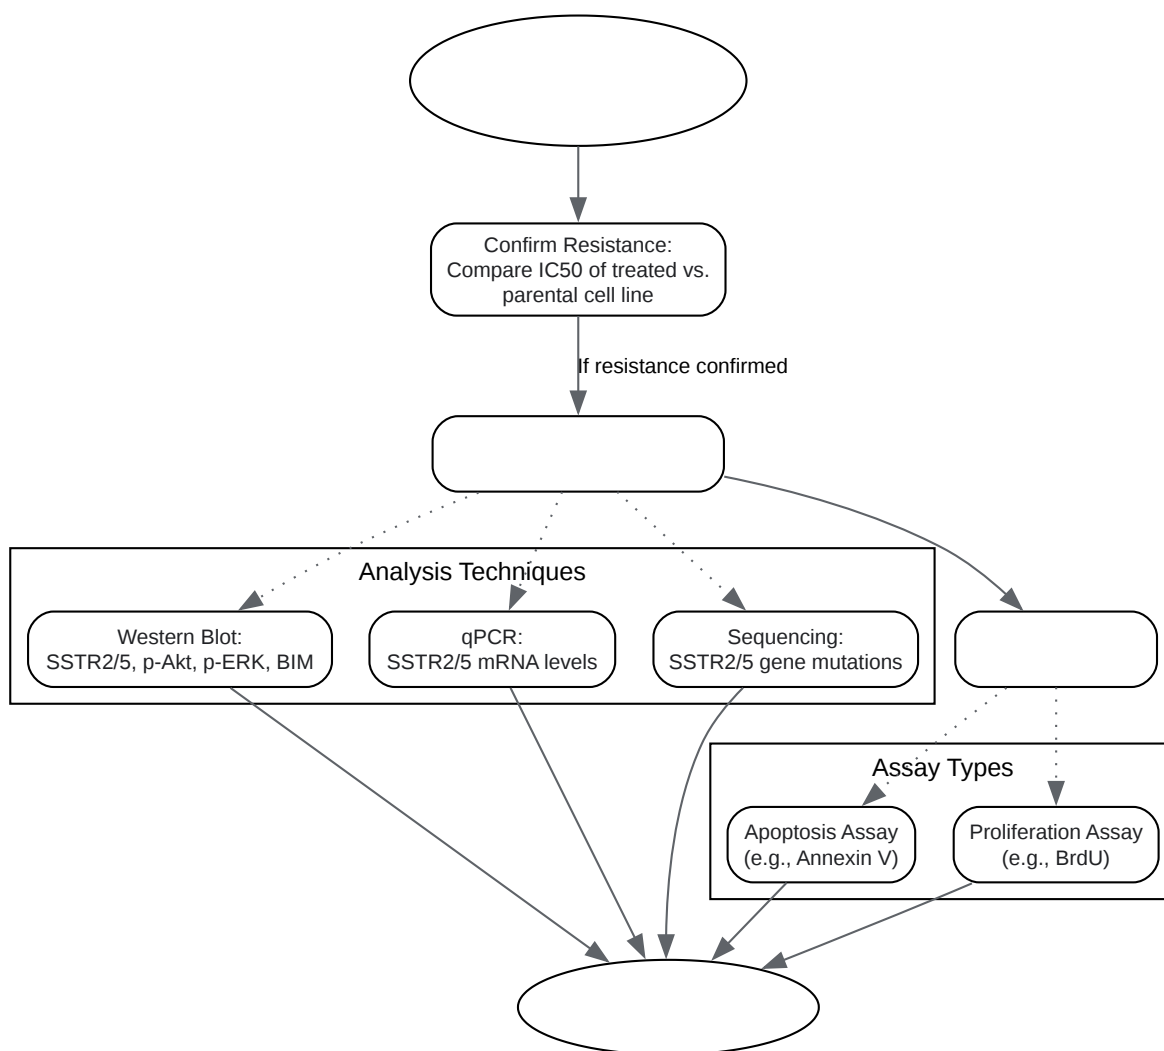 Confirm Resistance:
Compare IC50 of treated vs.
parental cell line
If resistance confirmed
Analysis Techniques
Western Blot:
SSTR2/5, p-Akt, p-ERK, BIM
qPCR:
SSTR2/5 mRNA levels
Sequencing:
SSTR2/5 gene mutations
Assay Types
Apoptosis Assay
(e.g., Annexin V)
Proliferation Assay
(e.g., BrdU)